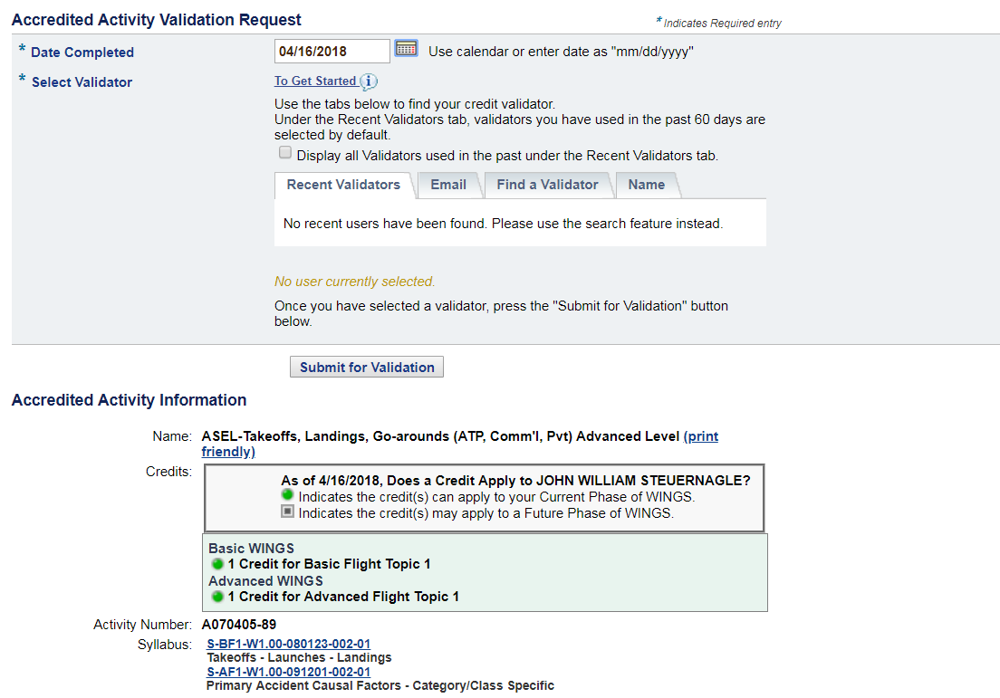 Accredited Activity Validation Request
* Indicates Required entry
* Date Completed
04/16/2018
Use calendar or enter date as "mm/dd/yyyy"
* Select Validator
To Get Started i
Use the tabs below to find your credit validator.
Under the Recent Validators tab, validators you have used in the past 60 days are
selected by default.
Display all Validators used in the past under the Recent Validators tab.
Recent Validators
Email
Find a Validator
Name
No recent users have been found. Please use the search feature instead.
No user currently selected.
Once you have selected a validator, press the "Submit for Validation" button
below.
Submit for Validation
Accredited Activity Information
Name: ASEL-Takeoffs, Landings, Go-arounds (ATP, Comm'l, Pvt) Advanced Level (print
friendly)
Credits:
As of 4/16/2018, Does a Credit Apply to JOHN WILLIAM STEUERNAGLE?
Indicates the credit(s) can apply to your Current Phase of WINGS.
Indicates the credit(s) may apply to a Future Phase of WINGS.
Basic WINGS
1 Credit for Basic Flight Topic 1
Advanced WINGS
1 Credit for Advanced Flight Topic 1
Activity Number: A070405-89
Syllabus: S-BF1-W1.00-080123-002-01
Takeoffs - Launches - Landings
S-AF1-W1.00-091201-002-01
Primary Accident Causal Factors - Category/Class Specific